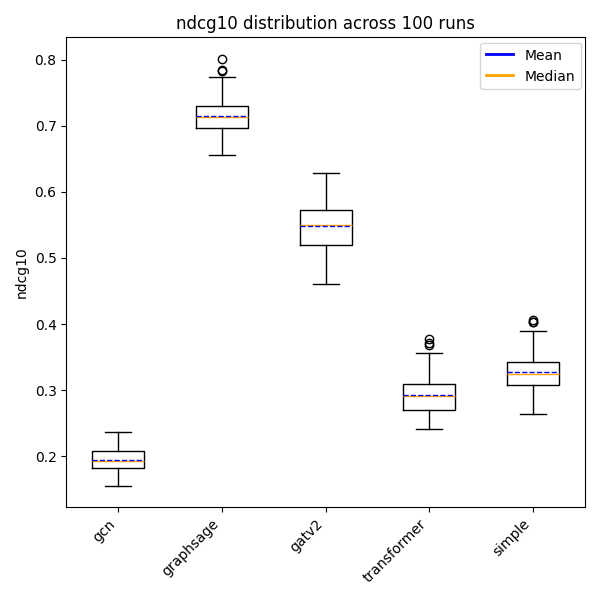 ndcg10 distribution across 100 runs
Mean
Median
ndcg10
0.8
0.7
0.6
0.5
0.4
0.3
0.2
gcn
graphsage
gatv2
transformer
simple